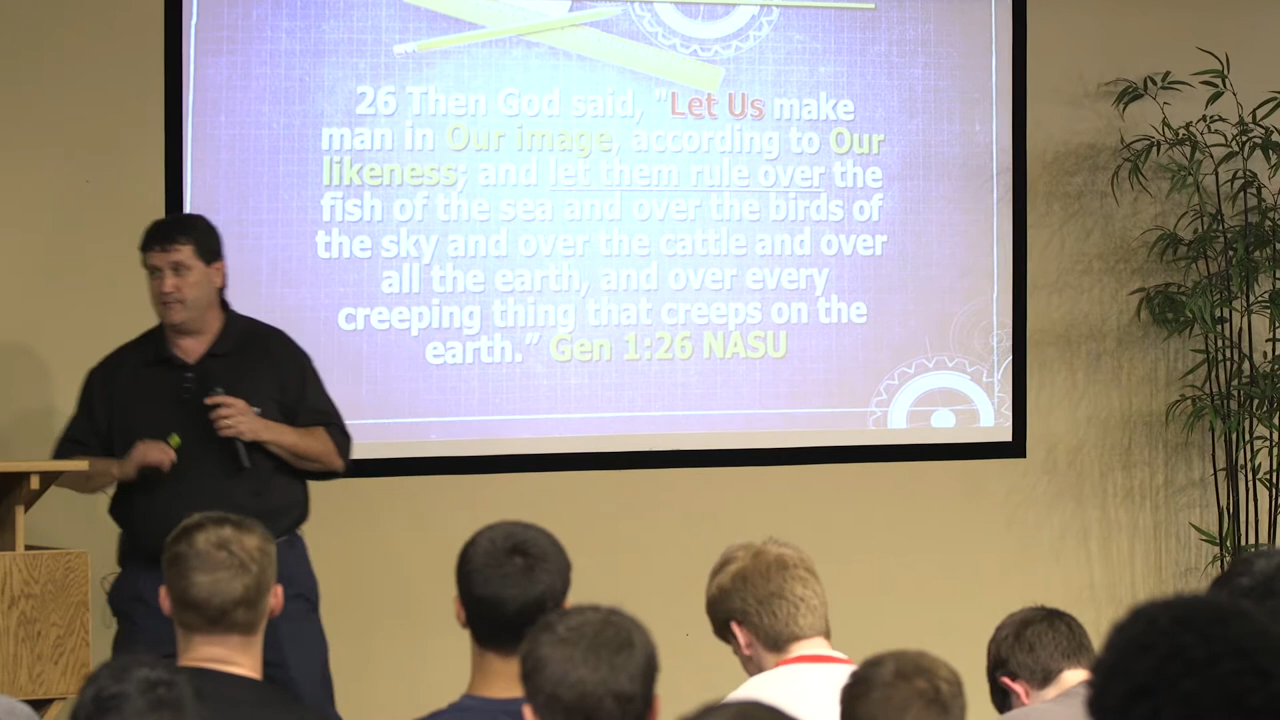 26 Then God said, "Let Us make
man in Our image, according to Our
likeness; and let them rule over the
fish of the sea and over the birds of
the sky and over the cattle and over
all the earth, and over every
creeping thing that creeps on the
earth.” Gen 1:26 NASU